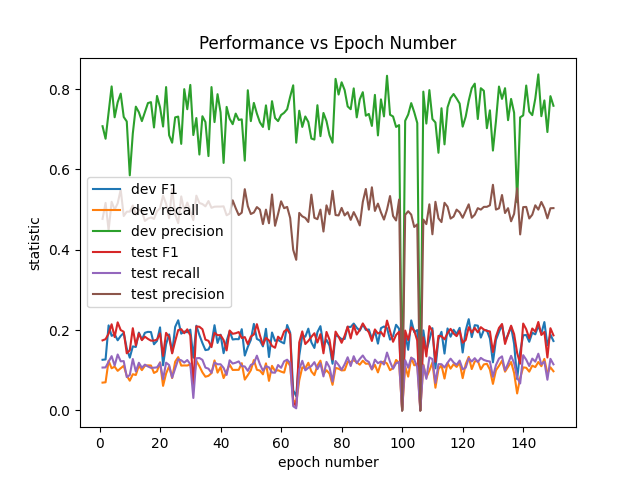 Performance vs Epoch Number
statistic
0.8
0.6
0.4
0.2
0.0
dev F1
dev recall
dev precision
test F1
test recall
test precision
0 20 40 60 80 100 120 140
epoch number